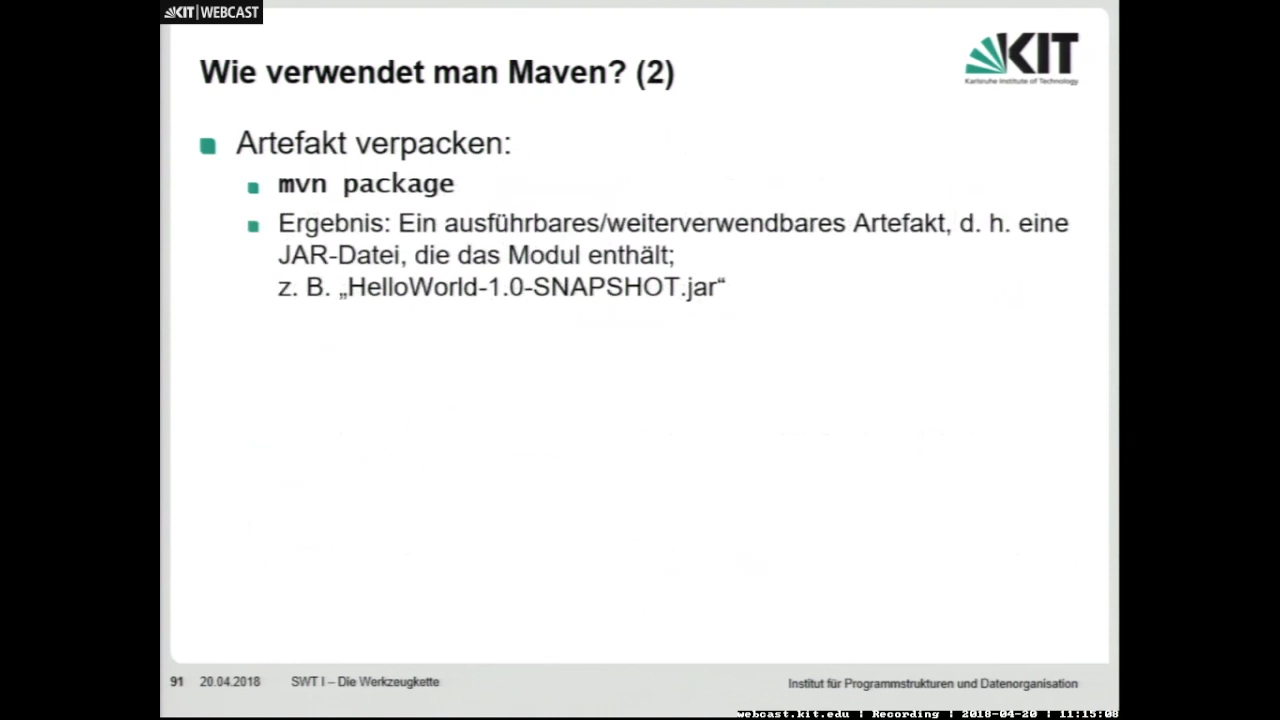 KIT | WEBCAST
Wie verwendet man Maven? (2)
KIT
Karlsruhe Institute of Technology
Artefakt verpacken:
mvn package
Ergebnis: Ein ausführbares/weiterverwendbares Artefakt, d. h. eine
JAR-Datei, die das Modul enthält;
z. B. „HelloWorld-1.0-SNAPSHOT.jar“
91 20.04.2018 SWT I – Die Werkzeugkette
Institut für Programmstrukturen und Datenorganisation
webcast.kit.edu | Recording | 2018-04-20 | 11:15:08